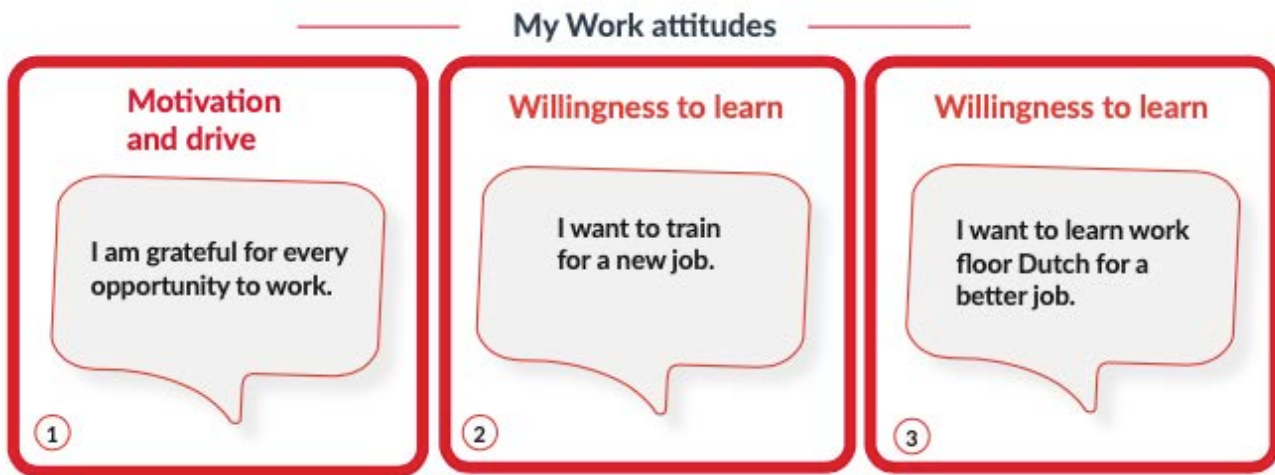 My Work attitudes
Motivation
and drive
I am grateful for every
opportunity to work.
1
Willingness to learn
I want to train
for a new job.
2
Willingness to learn
I want to learn work
floor Dutch for a
better job.
3